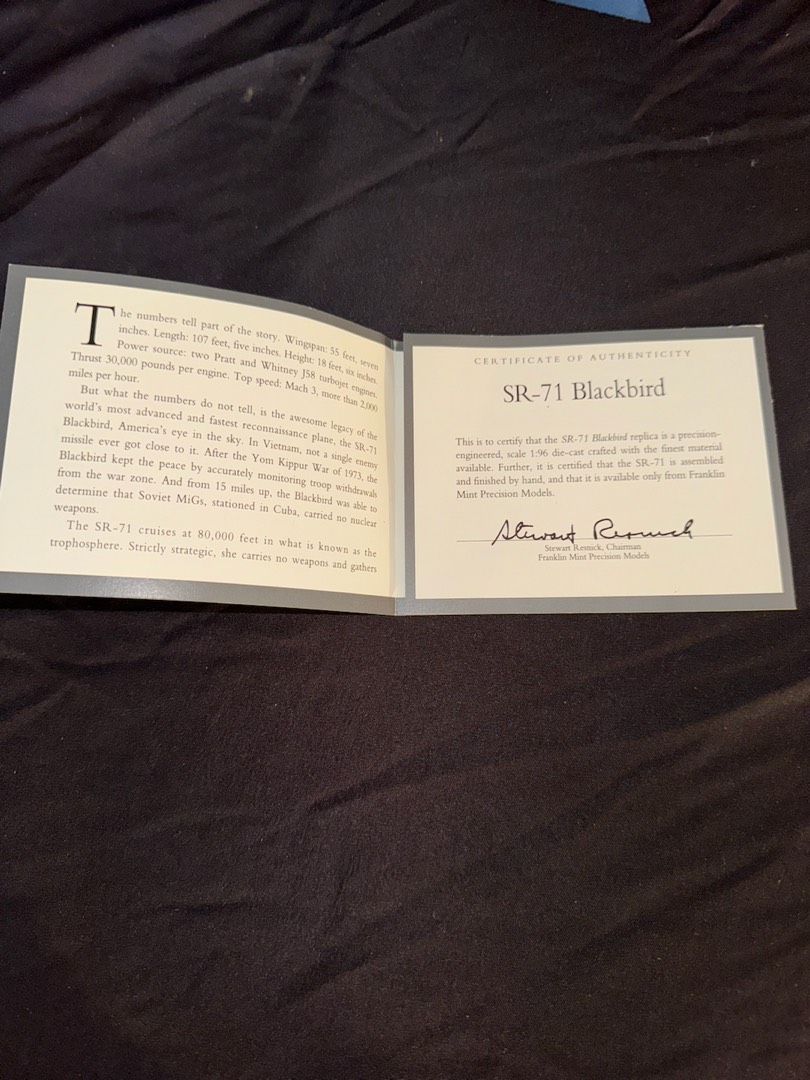 The numbers tell part of the story. Wingspan: 55 feet, seven
inches. Length: 107 feet, five inches. Height: 18 feet, six inches.
Power source: two Pratt and Whitney J58 turbojet engines.
Thrust 30,000 pounds per engine. Top speed: Mach 3, more than 2,000
miles per hour.
But what the numbers do not tell, is the awesome legacy of the
world's most advanced and fastest reconnaissance plane, the SR-71
Blackbird, America's eye in the sky. In Vietnam, not a single enemy
missile ever got close to it. After the Yom Kippur War of 1973, the
Blackbird kept the peace by accurately monitoring troop withdrawals
from the war zone. And from 15 miles up, the Blackbird was able to
determine that Soviet MiGs, stationed in Cuba, carried no nuclear
weapons.
The SR-71 cruises at 80,000 feet in what is known as the
trophosphere. Strictly strategic, she carries no weapons and gathers
CERTIFICATE OF AUTHENTICITY
SR-71 Blackbird
This is to certify that the SR-71 Blackbird replica is a precision-
engineered, scale 1:96 die-cast crafted with the finest material
available. Further, it is certified that the SR-71 is assembled
and finished by hand, and that it is available only from Franklin
Mint Precision Models.
Stewart Resnick
Stewart Resnick, Chairman
Franklin Mint Precision Models